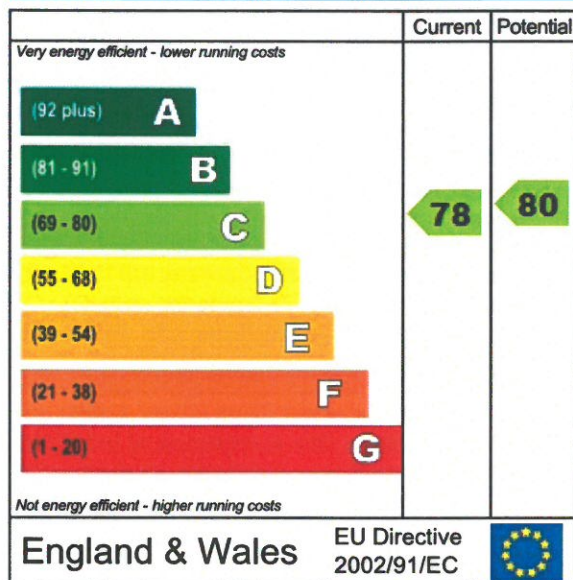 Current Potential
Very energy efficient - lower running costs
(92 plus) A
(81 - 91) B
(69 - 80) C
78 80
(55 - 68) D
(39 - 54) E
(21 - 38) F
(1 - 20) G
Not energy efficient - higher running costs
England & Wales
EU Directive
2002/91/EC